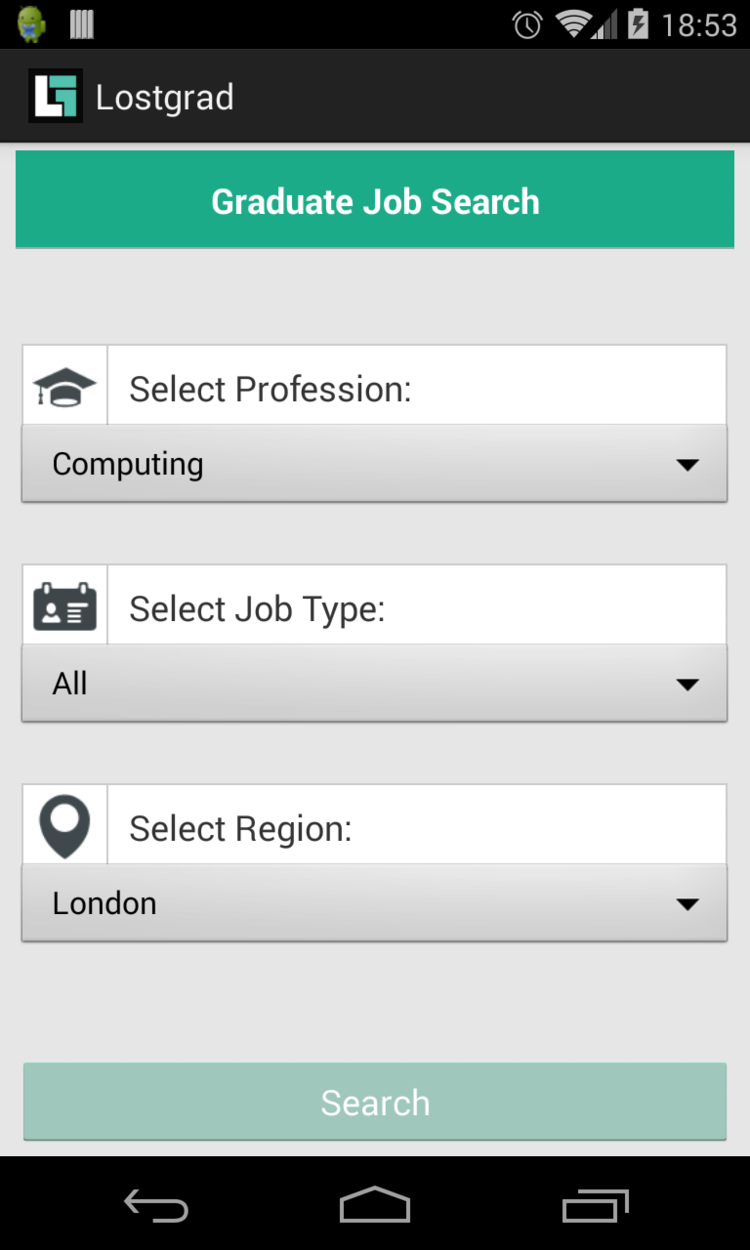 18:53
Lostgrad
Graduate Job Search
Select Profession:
Computing
Select Job Type:
All
Select Region:
London
Search